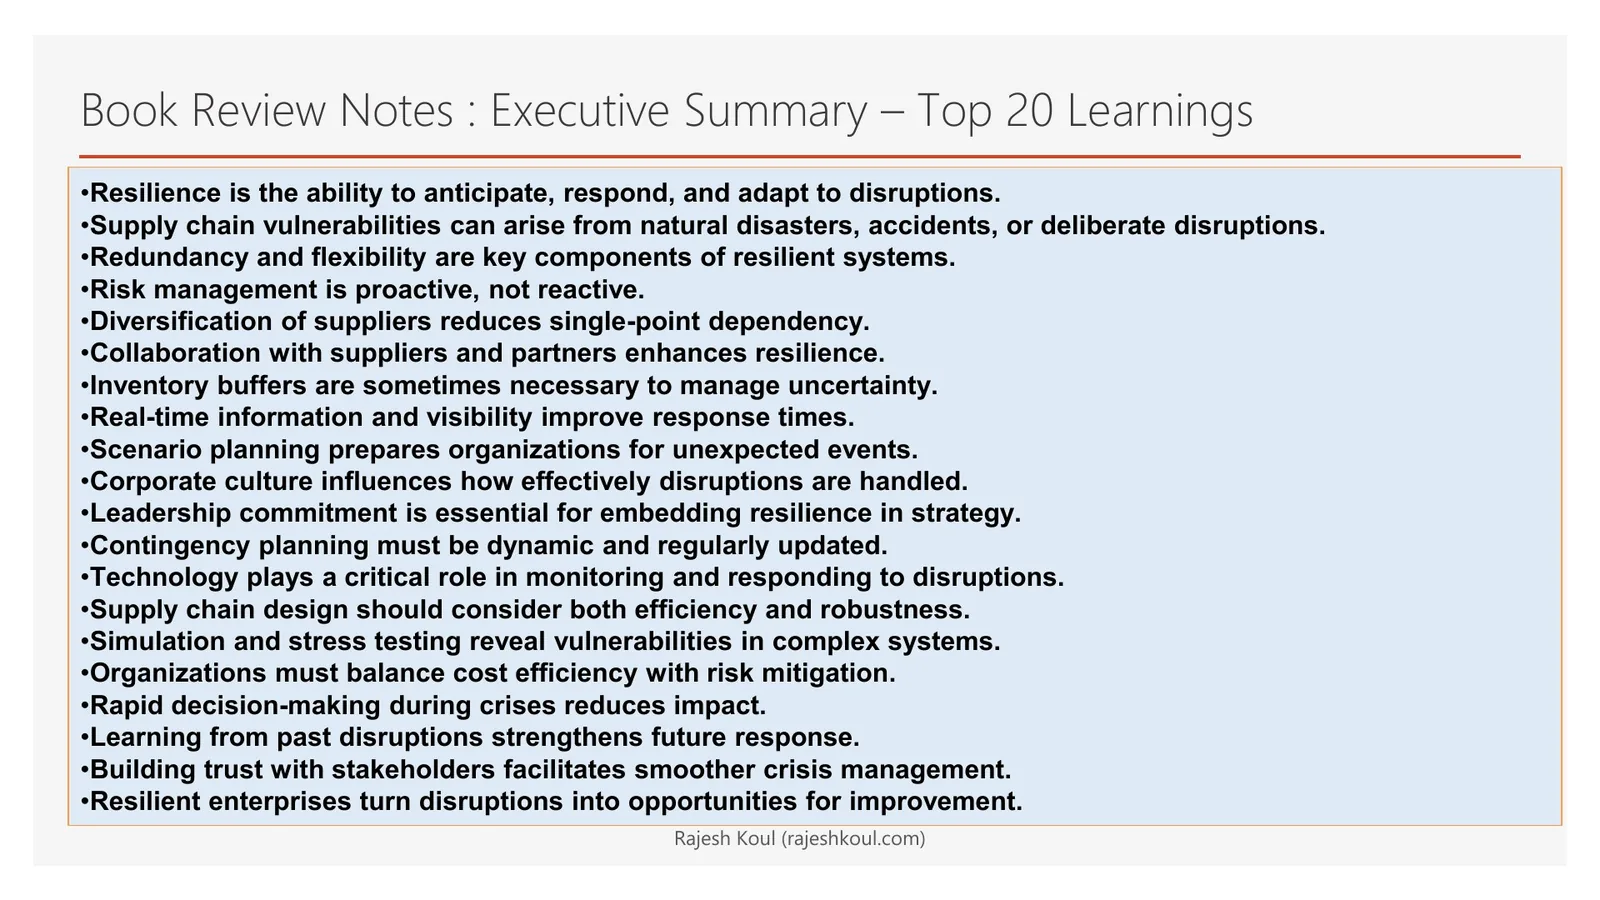 Book Review Notes : Executive Summary – Top 20 Learnings
•Resilience is the ability to anticipate, respond, and adapt to disruptions.
•Supply chain vulnerabilities can arise from natural disasters, accidents, or deliberate disruptions.
•Redundancy and flexibility are key components of resilient systems.
•Risk management is proactive, not reactive.
•Diversification of suppliers reduces single-point dependency.
•Collaboration with suppliers and partners enhances resilience.
•Inventory buffers are sometimes necessary to manage uncertainty.
•Real-time information and visibility improve response times.
•Scenario planning prepares organizations for unexpected events.
•Corporate culture influences how effectively disruptions are handled.
•Leadership commitment is essential for embedding resilience in strategy.
•Contingency planning must be dynamic and regularly updated.
•Technology plays a critical role in monitoring and responding to disruptions.
•Supply chain design should consider both efficiency and robustness.
•Simulation and stress testing reveal vulnerabilities in complex systems.
•Organizations must balance cost efficiency with risk mitigation.
•Rapid decision-making during crises reduces impact.
•Learning from past disruptions strengthens future response.
•Building trust with stakeholders facilitates smoother crisis management.
•Resilient enterprises turn disruptions into opportunities for improvement.
Rajesh Koul (rajeshkoul.com)